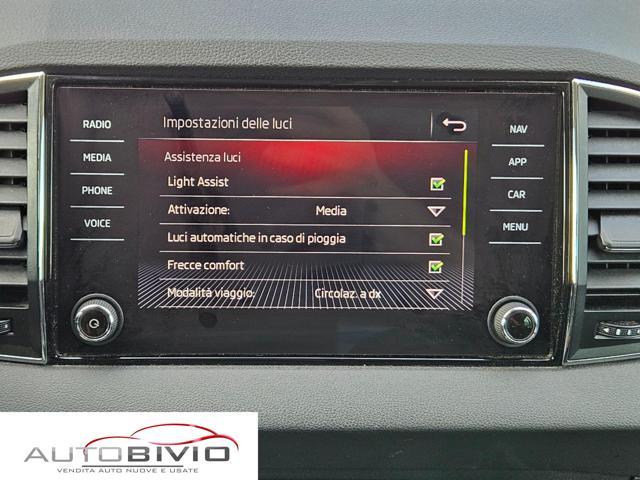 RADIO
MEDIA
PHONE
VOICE
Impostazioni delle luci
Assistenza luci
Light Assist
Attivazione: Media
Luci automatiche in caso di pioggia
Frecce comfort
Modalità viaggio: Circolaz. a dx
NAV
APP
CAR
MENU
AUTOBIVIO
VENDITA AUTO NUOVE E USATE